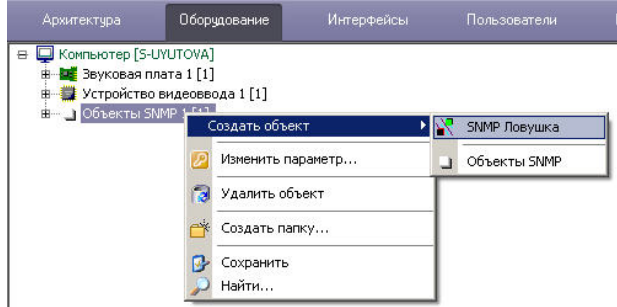 Архитектура Оборудование Интерфейсы Пользователи
Компьютер [S-UYUTOVA]
Звуковая плата 1 [1]
Устройство видеоввода 1 [1]
Объекты SNMP 1 [1]
Создать объект
SNMP Ловушка
Изменить параметр...
Объекты SNMP
Удалить объект
Создать папку...
Сохранить
Найти...